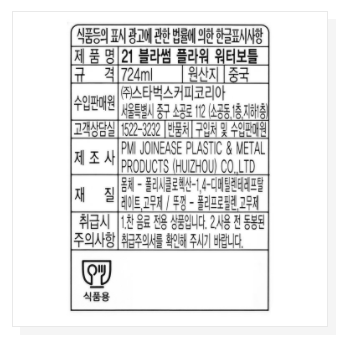 식품등의 표시 광고에 관한 법률에 의한 한글표시사항
제 품 명 21 블라썸 플라워 워터보틀
규 격 724ml 원산지 중국
수입판매원 ㈜스타벅스커피코리아
서울특별시 중구 소공로 112 (소공동,1층,지하1층)
고객상담실 1522-3232 반품처 구입처 및 수입판매원
제 조 사 PMI JOINEASE PLASTIC & METAL
PRODUCTS (HUIZHOU) CO.,LTD
재 질 몸체 - 폴리시클로헥산-1,4-디메틸렌테레프탈
레이트,고무제 / 뚜껑 - 폴리프로필렌,고무제
취급시 주의사항 1.찬 음료 전용 상품입니다. 2.사용 전 동봉된
취급주의서를 확인해 주시기 바랍니다.
식품용